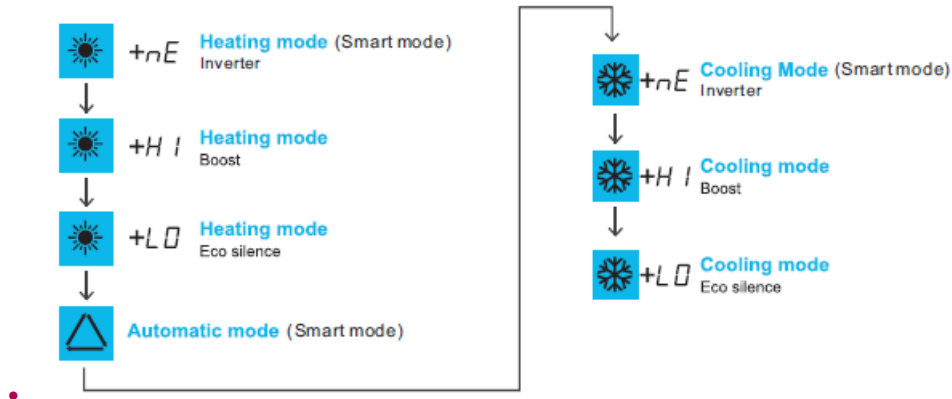 +nE Heating mode (Smart mode)
Inverter
+HI Heating mode
Boost
+LO Heating mode
Eco silence
Automatic mode (Smart mode)
+nE Cooling Mode (Smart mode)
Inverter
+HI Cooling mode
Boost
+LO Cooling mode
Eco silence